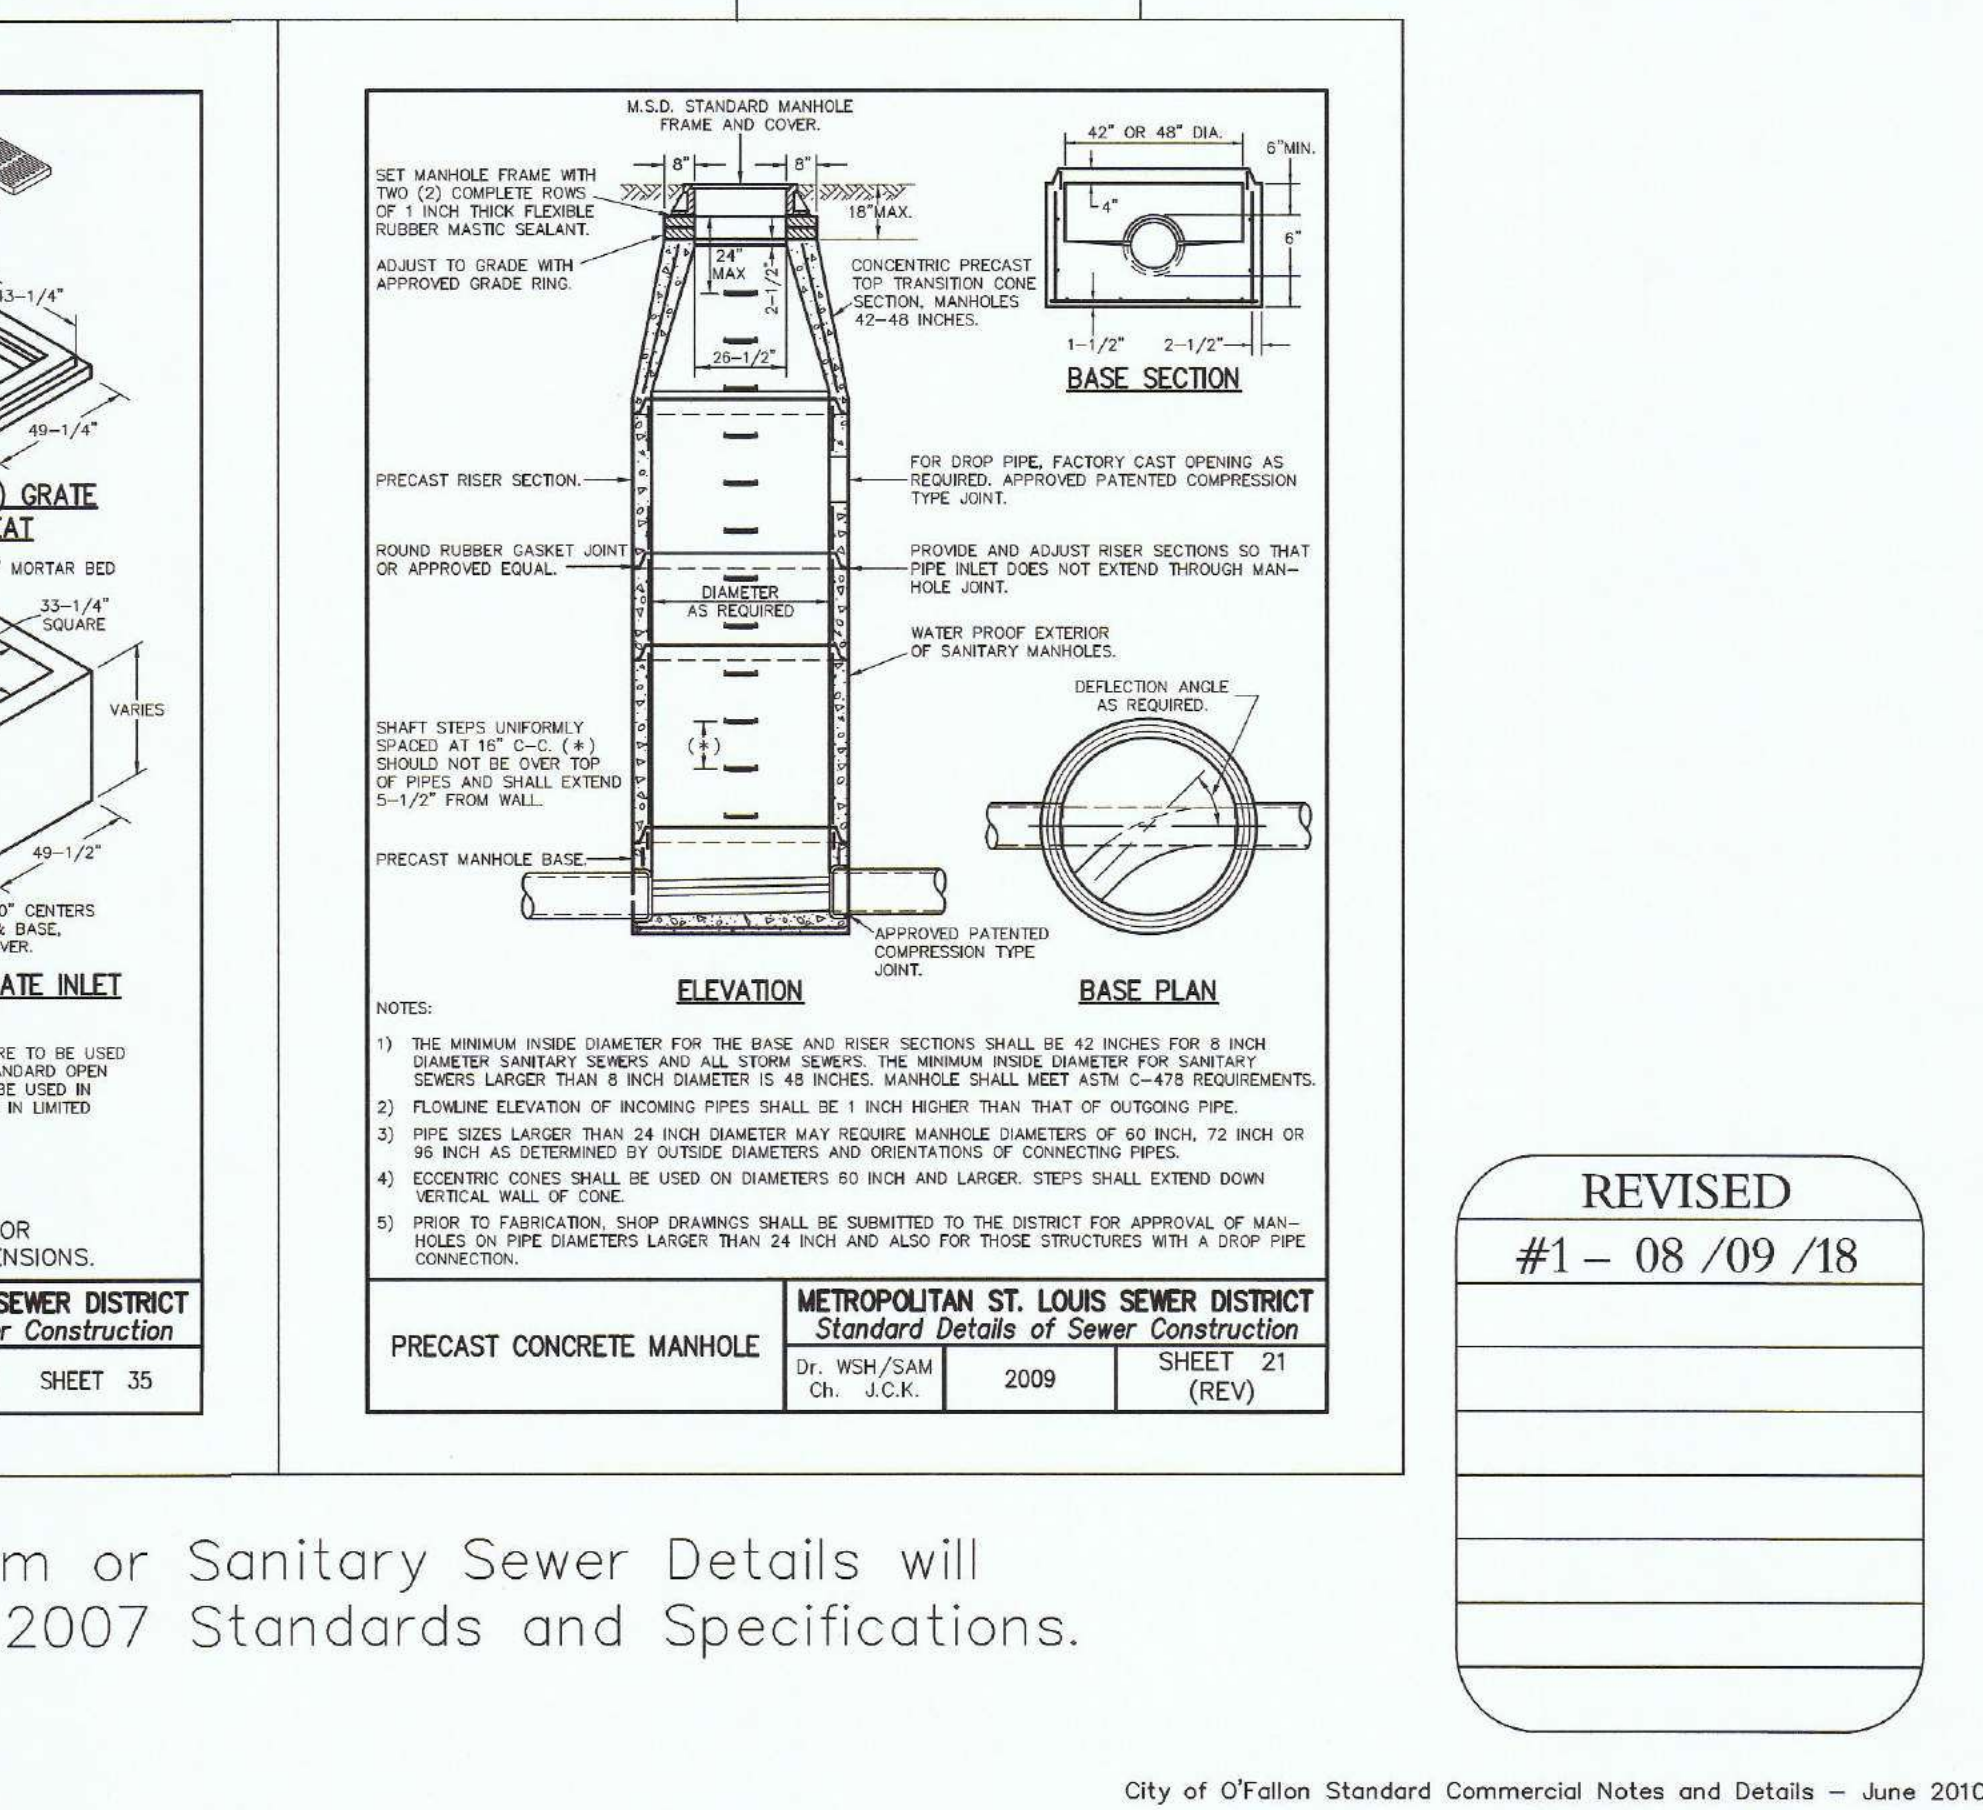 43-1/4"
49-1/4"
GRATE
MORTAR BED
33-1/4"
SQUARE
VARIES
49-1/2"
0" CENTERS
& BASE,
VER.
ATE INLET
RE TO BE USED
NDARD OPEN
BE USED IN
IN LIMITED
OR
ENSIONS.
SEWER DISTRICT
r Construction
SHEET 35
M.S.D. STANDARD MANHOLE
FRAME AND COVER.
8"
8"
SET MANHOLE FRAME WITH
TWO (2) COMPLETE ROWS
OF 1 INCH THICK FLEXIBLE
RUBBER MASTIC SEALANT.
18"MAX.
ADJUST TO GRADE WITH
APPROVED GRADE RING.
24"
MAX
2-1/2"
26-1/2"
CONCENTRIC PRECAST
TOP TRANSITION CONE
SECTION, MANHOLES
42-48 INCHES.
42" OR 48" DIA.
6"MIN.
4"
6"
1-1/2"
2-1/2"
BASE SECTION
PRECAST RISER SECTION.
FOR DROP PIPE, FACTORY CAST OPENING AS
REQUIRED. APPROVED PATENTED COMPRESSION
TYPE JOINT.
ROUND RUBBER GASKET JOINT
OR APPROVED EQUAL.
PROVIDE AND ADJUST RISER SECTIONS SO THAT
PIPE INLET DOES NOT EXTEND THROUGH MAN-
HOLE JOINT.
DIAMETER
AS REQUIRED
WATER PROOF EXTERIOR
OF SANITARY MANHOLES.
DEFLECTION ANGLE
AS REQUIRED.
SHAFT STEPS UNIFORMLY
SPACED AT 16" C-C. (*)
SHOULD NOT BE OVER TOP
OF PIPES AND SHALL EXTEND
5-1/2" FROM WALL.
(*)
PRECAST MANHOLE BASE.
APPROVED PATENTED
COMPRESSION TYPE
JOINT.
ELEVATION
BASE PLAN
NOTES:
1) THE MINIMUM INSIDE DIAMETER FOR THE BASE AND RISER SECTIONS SHALL BE 42 INCHES FOR 8 INCH
DIAMETER SANITARY SEWERS AND ALL STORM SEWERS. THE MINIMUM INSIDE DIAMETER FOR SANITARY
SEWERS LARGER THAN 8 INCH DIAMETER IS 48 INCHES. MANHOLE SHALL MEET ASTM C-478 REQUIREMENTS.
2) FLOWLINE ELEVATION OF INCOMING PIPES SHALL BE 1 INCH HIGHER THAN THAT OF OUTGOING PIPE.
3) PIPE SIZES LARGER THAN 24 INCH DIAMETER MAY REQUIRE MANHOLE DIAMETERS OF 60 INCH, 72 INCH OR
96 INCH AS DETERMINED BY OUTSIDE DIAMETERS AND ORIENTATIONS OF CONNECTING PIPES.
4) ECCENTRIC CONES SHALL BE USED ON DIAMETERS 60 INCH AND LARGER. STEPS SHALL EXTEND DOWN
VERTICAL WALL OF CONE.
5) PRIOR TO FABRICATION, SHOP DRAWINGS SHALL BE SUBMITTED TO THE DISTRICT FOR APPROVAL OF MAN-
HOLES ON PIPE DIAMETERS LARGER THAN 24 INCH AND ALSO FOR THOSE STRUCTURES WITH A DROP PIPE
CONNECTION.
PRECAST CONCRETE MANHOLE
METROPOLITAN ST. LOUIS SEWER DISTRICT
Standard Details of Sewer Construction
Dr. WSH/SAM
Ch. J.C.K.
2009
SHEET 21
(REV)
REVISED
#1 - 08 /09 /18
m or Sanitary Sewer Details will
2007 Standards and Specifications.
City of O'Fallon Standard Commercial Notes and Details - June 2010